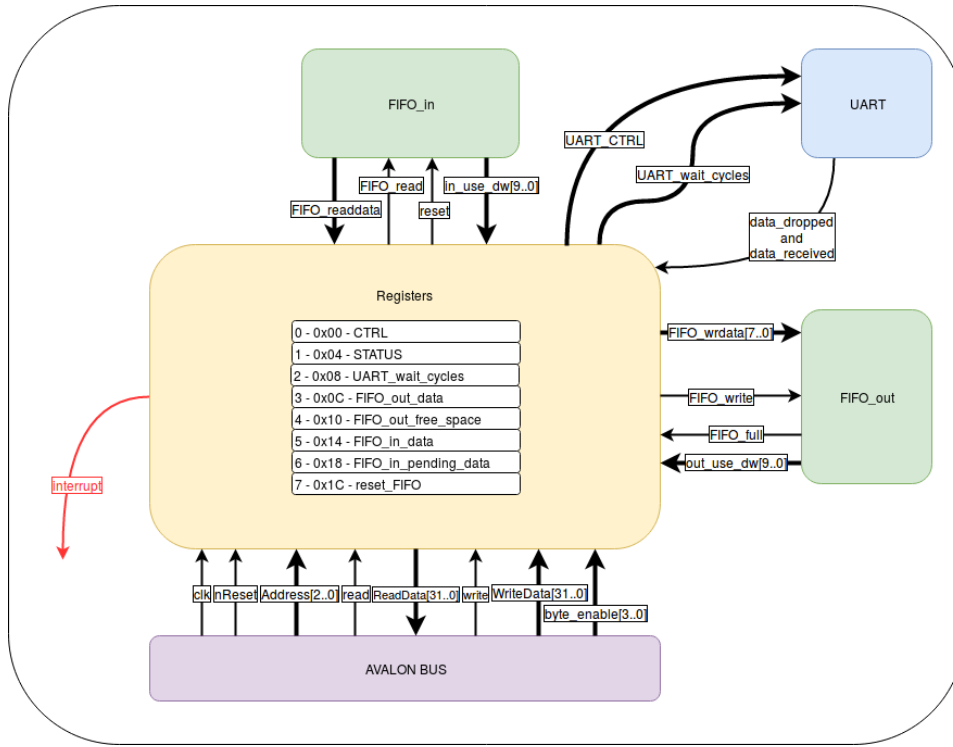 FIFO_in
UART
UART_CTRL
UART_wait_cycles
FIFO_read
in_use_dw[9..0]
FIFO_readdata
reset
data_dropped
and
data_received
Registers
0 - 0x00 - CTRL
1 - 0x04 - STATUS
2 - 0x08 - UART_wait_cycles
3 - 0x0C - FIFO_out_data
4 - 0x10 - FIFO_out_free_space
5 - 0x14 - FIFO_in_data
6 - 0x18 - FIFO_in_pending_data
7 - 0x1C - reset_FIFO
FIFO_wrdata[7..0]
FIFO_write
FIFO_full
out_use_dw[9..0]
FIFO_out
interrupt
clk
nReset
Address[2..0]
read
ReadData[31..0]
write
WriteData[31..0]
byte_enable[3..0]
AVALON BUS